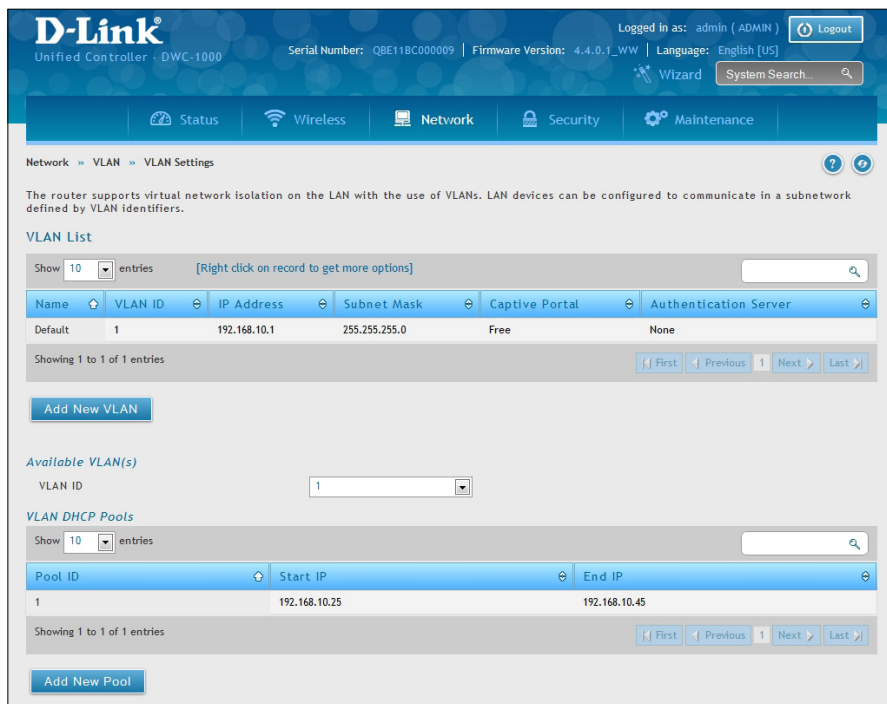 D-Link®
Logged in as: admin ( ADMIN ) Logout
Unified Controller - DWC-1000
Serial Number: QBE11BC000009 | Firmware Version: 4.4.0.1_WW | Language: English [US]
Wizard System Search...
Status Wireless Network Security Maintenance
Network » VLAN » VLAN Settings
The router supports virtual network isolation on the LAN with the use of VLANs. LAN devices can be configured to communicate in a subnetwork
defined by VLAN identifiers.
VLAN List
Show 10 entries [Right click on record to get more options]
Name VLAN ID IP Address Subnet Mask Captive Portal Authentication Server
Default 1 192.168.10.1 255.255.255.0 Free None
Showing 1 to 1 of 1 entries First Previous 1 Next Last
Add New VLAN
Available VLAN(s)
VLAN ID 1
VLAN DHCP Pools
Show 10 entries
Pool ID Start IP End IP
1 192.168.10.25 192.168.10.45
Showing 1 to 1 of 1 entries First Previous 1 Next Last
Add New Pool